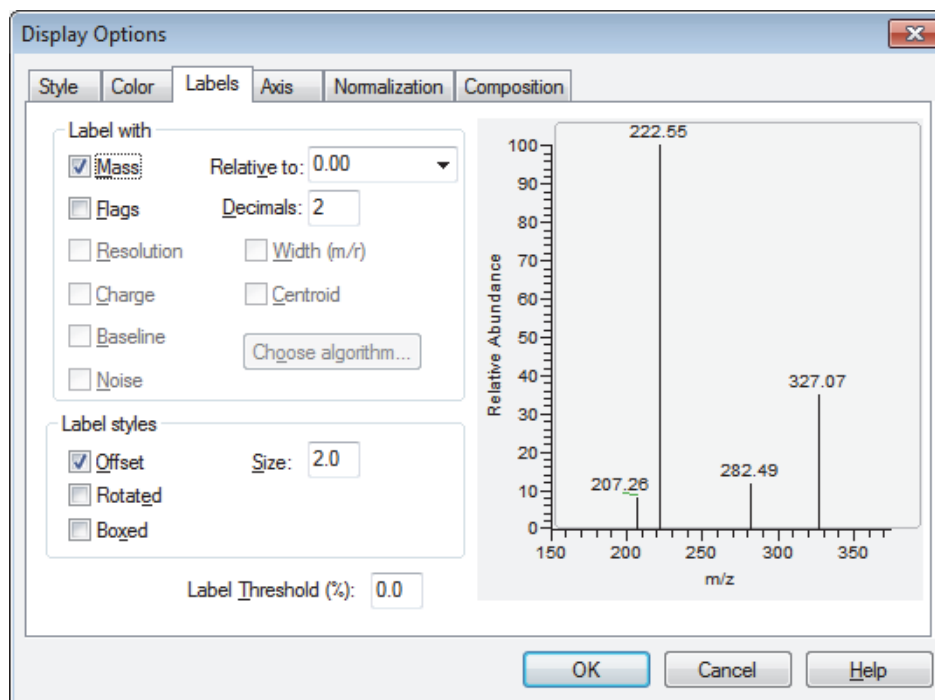 Display Options
Style Color Labels Axis Normalization Composition
Label with
Mass Relative to: 0.00
Flags Decimals: 2
Resolution Width (m/r)
Charge Centroid
Baseline Choose algorithm...
Noise
Label styles
Offset Size: 2.0
Rotated
Boxed
Label Threshold (%): 0.0
222.55
100
90
80
70
60
50
40
30
20
10
0
Relative Abundance
327.07
282.49
207.26
150 200 250 300 350
m/z
OK Cancel Help